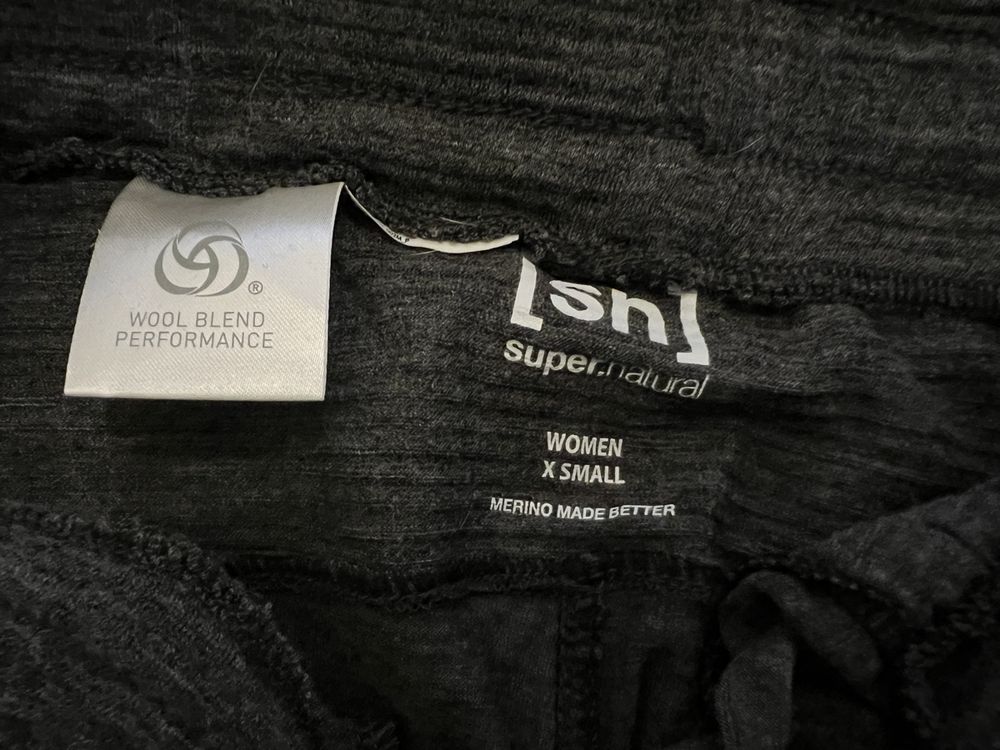 ®
WOOL BLEND
PERFORMANCE
[sn]
super.natural
WOMEN
X SMALL
MERINO MADE BETTER